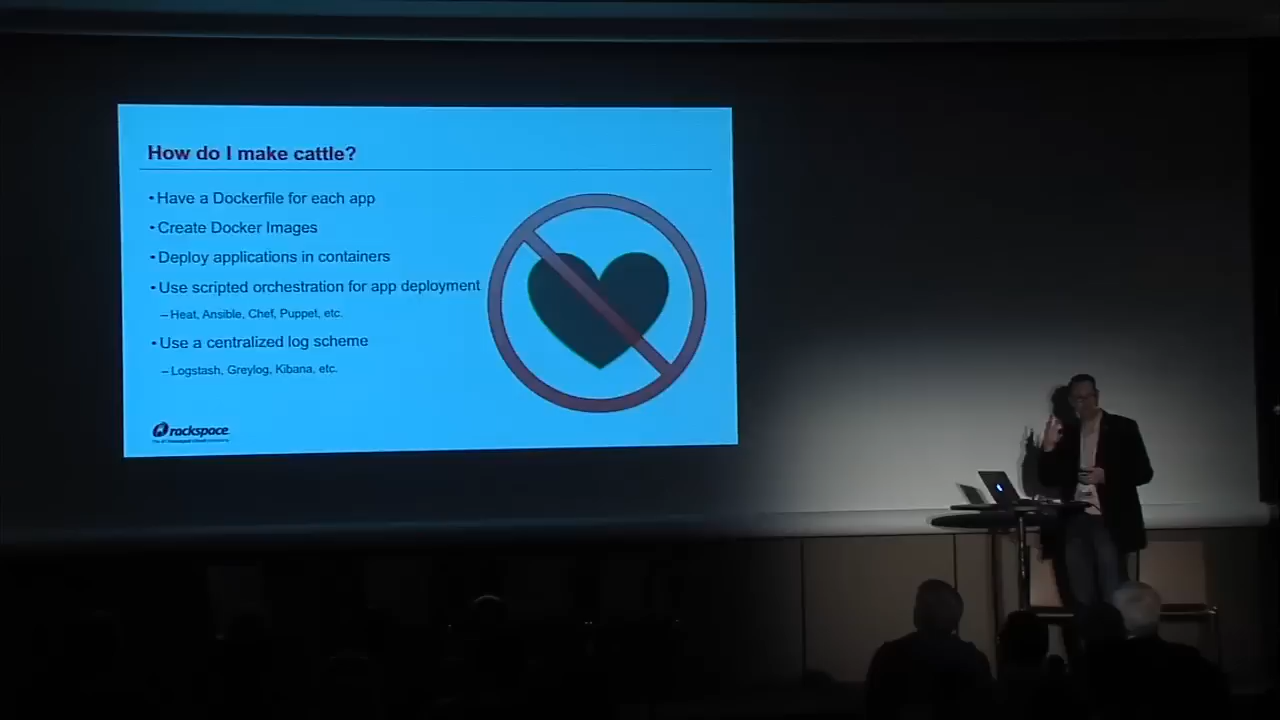 How do I make cattle?
• Have a Dockerfile for each app
• Create Docker Images
• Deploy applications in containers
• Use scripted orchestration for app deployment
– Heat, Ansible, Chef, Puppet, etc.
• Use a centralized log scheme
– Logstash, Greylog, Kibana, etc.
rackspace